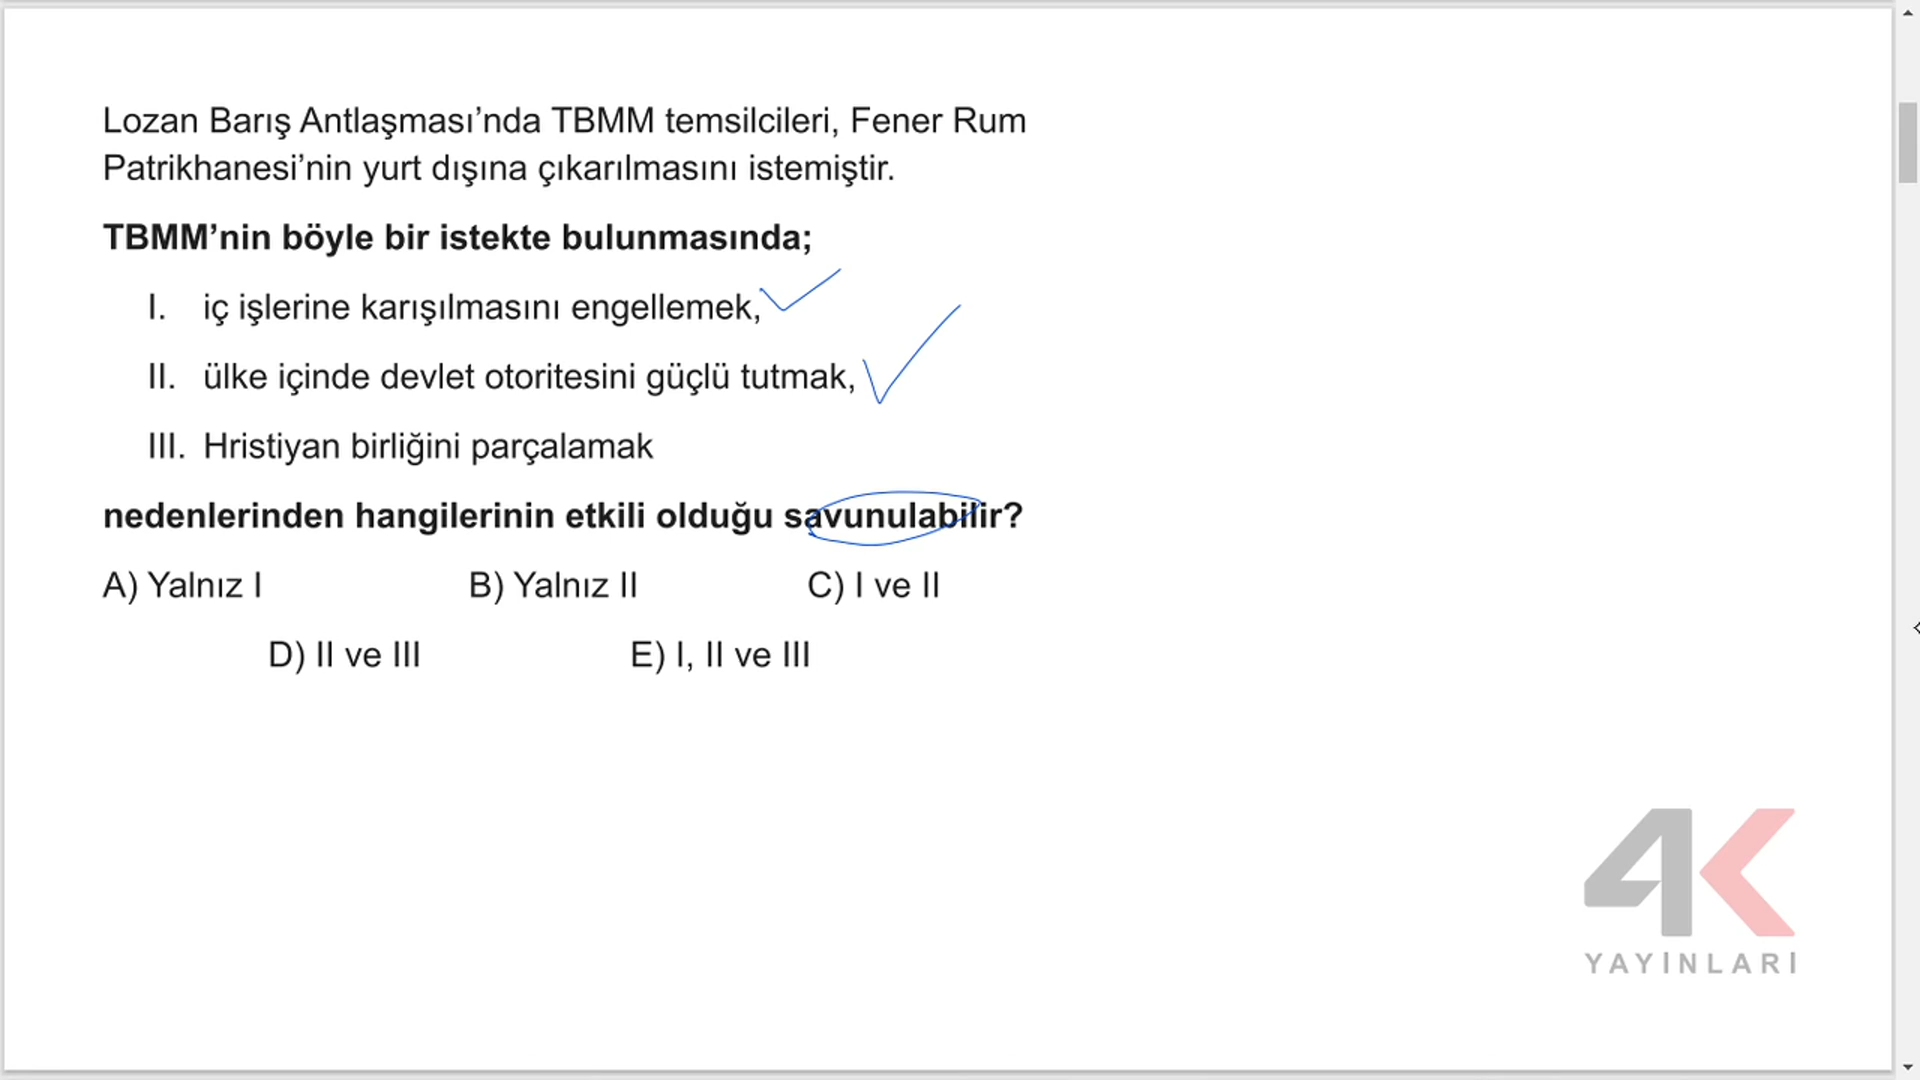 Lozan Barış Antlaşması’nda TBMM temsilcileri, Fener Rum
Patrikhanesi’nin yurt dışına çıkarılmasını istemiştir.
TBMM’nin böyle bir istekte bulunmasında;
I. iç işlerine karışılmasını engellemek,
II. ülke içinde devlet otoritesini güçlü tutmak,
III. Hristiyan birliğini parçalamak
nedenlerinden hangilerinin etkili olduğu savunulabilir?
A) Yalnız I B) Yalnız II C) I ve II
D) II ve III E) I, II ve III
4K
YAYINLARI